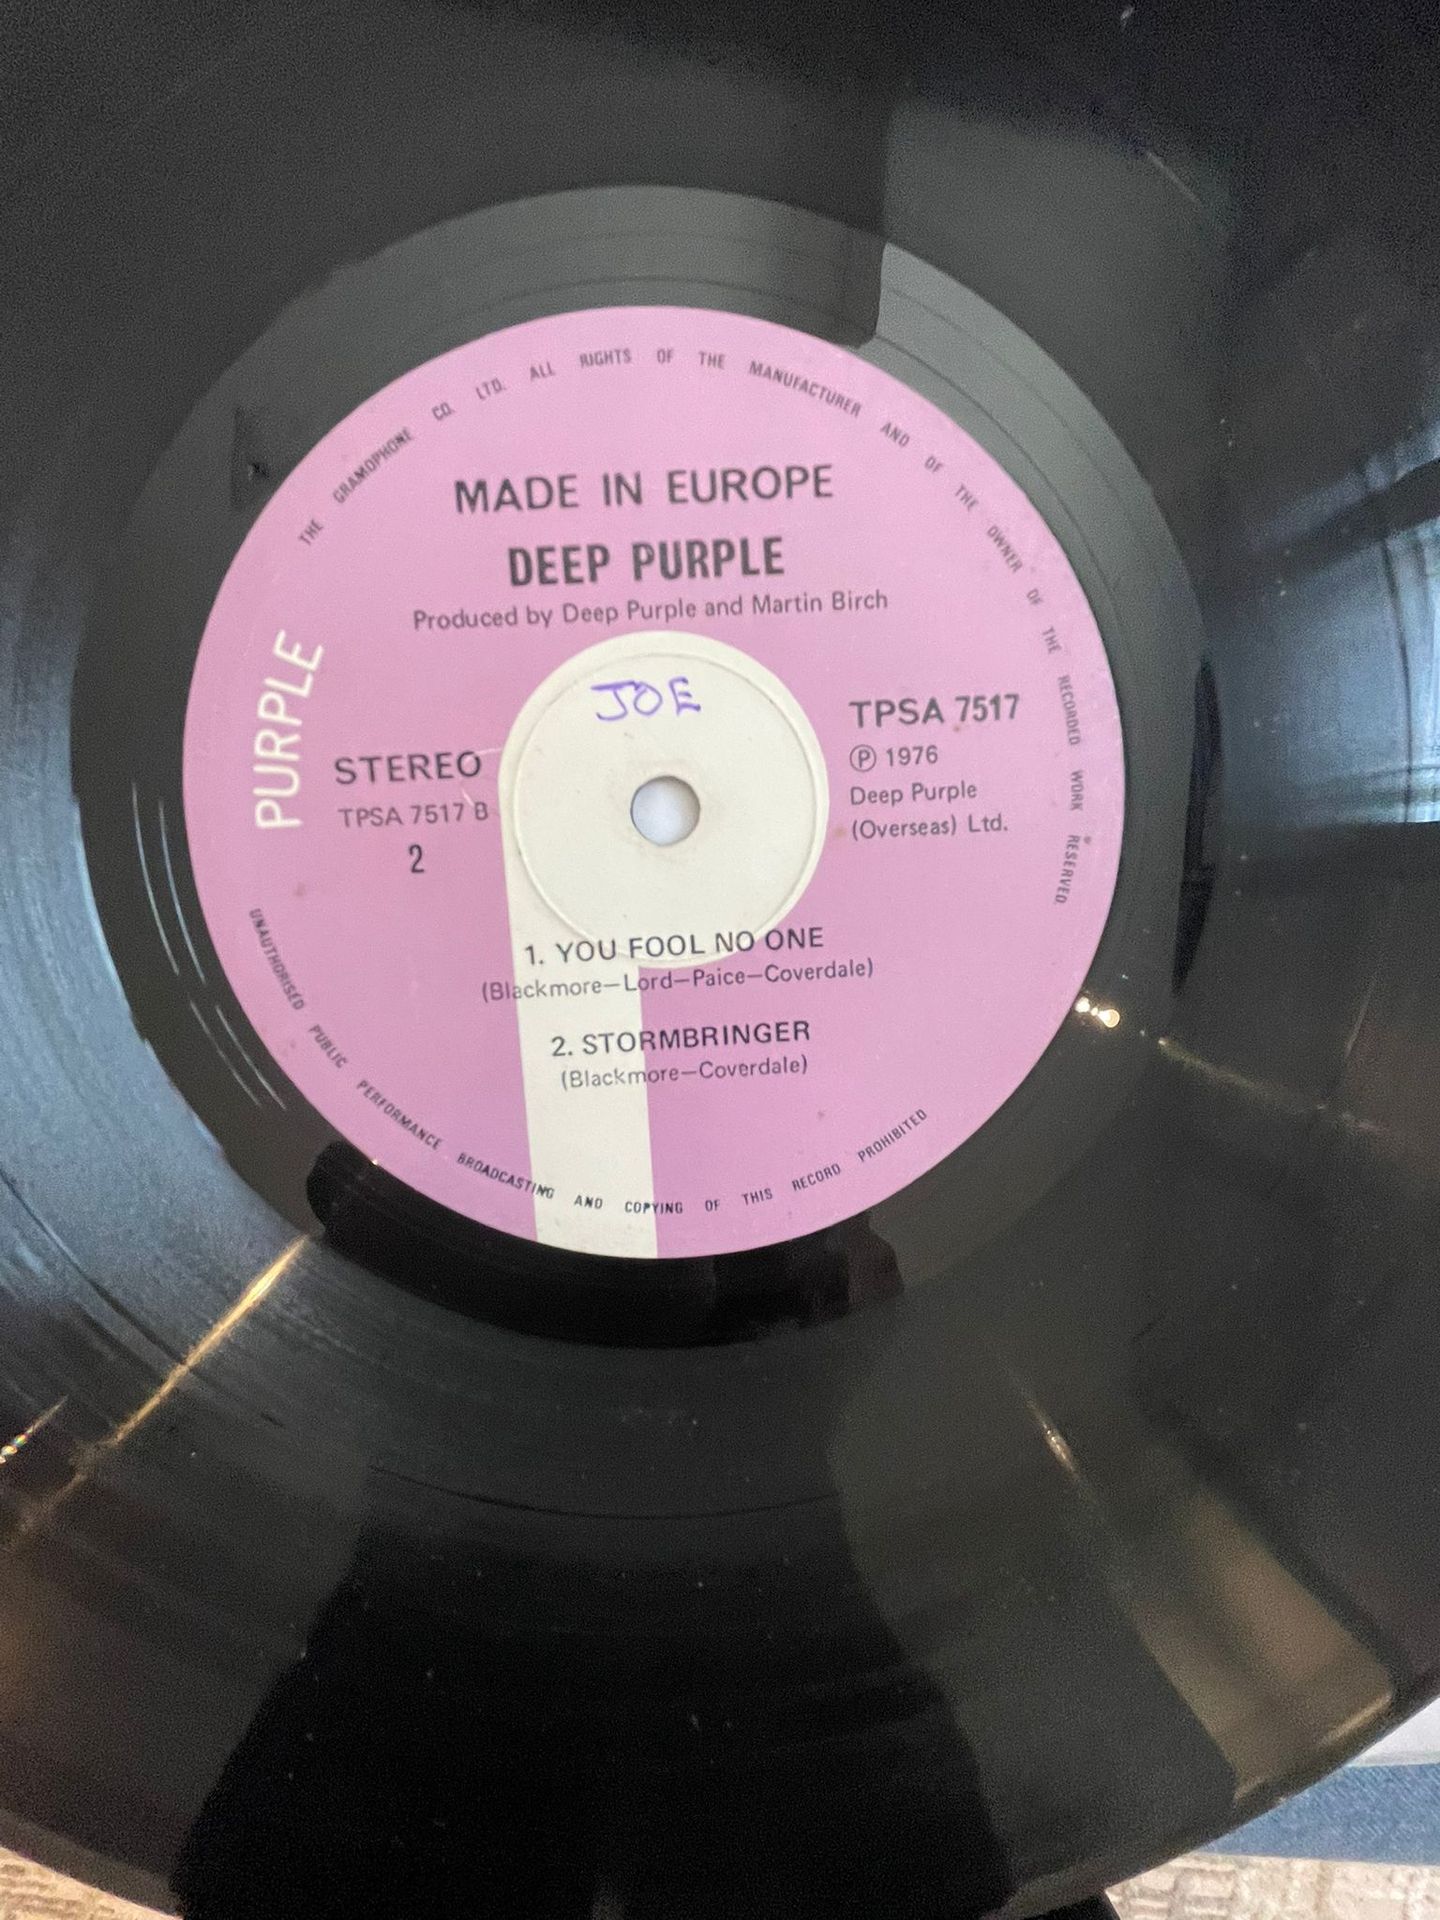 THE GRAMOPHONE CO. LTD. ALL RIGHTS OF THE MANUFACTURER AND OF THE OWNER OF THE RECORDED WORK RESERVED.
MADE IN EUROPE
DEEP PURPLE
Produced by Deep Purple and Martin Birch
PURPLE
JOE
STEREO
TPSA 7517 B
2
TPSA 7517
Ⓟ 1976
Deep Purple
(Overseas) Ltd.
1. YOU FOOL NO ONE
(Blackmore—Lord—Paice—Coverdale)
2. STORMBRINGER
(Blackmore—Coverdale)
UNAUTHORISED PUBLIC PERFORMANCE BROADCASTING AND COPYING OF THIS RECORD PROHIBITED